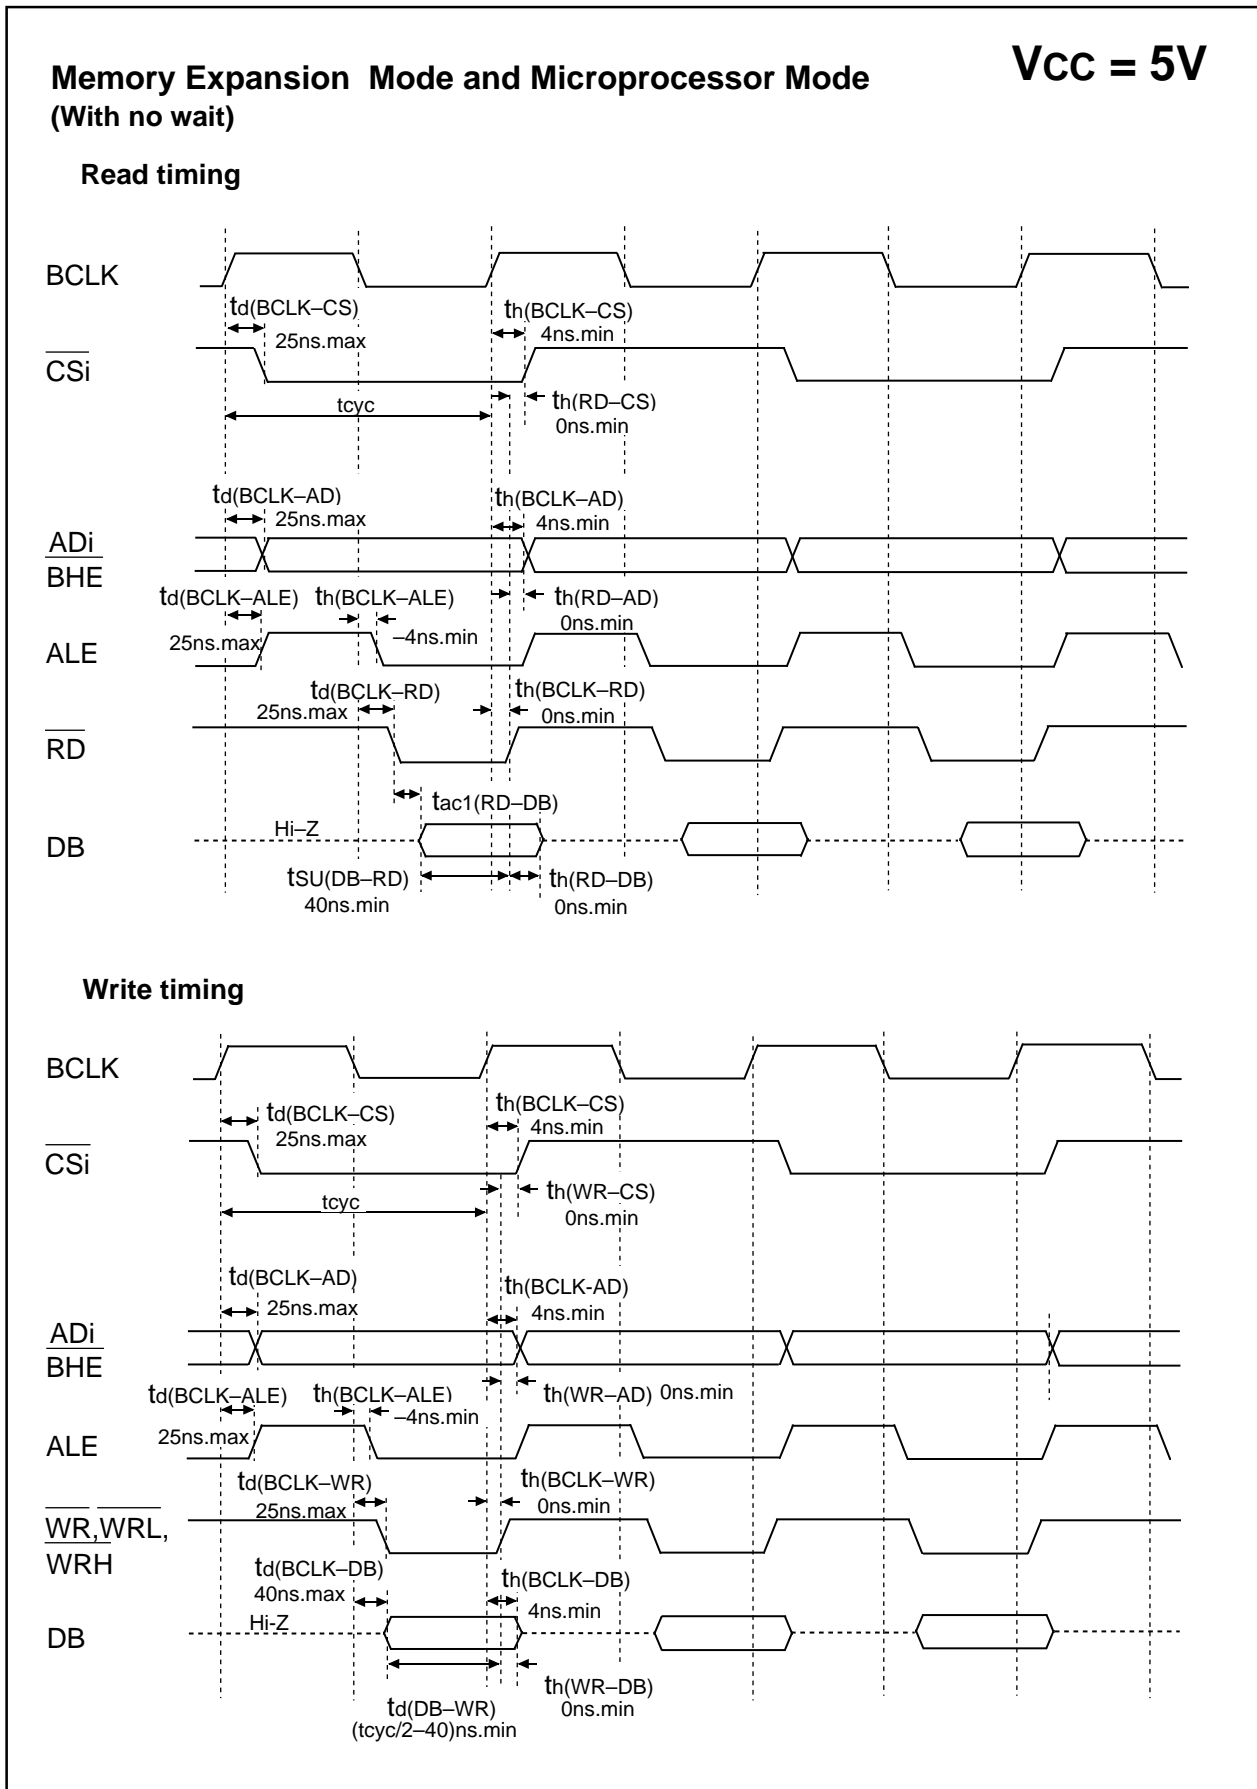 VCC = 5V
Memory Expansion Mode and Microprocessor Mode
(With no wait)
Read timing
BCLK
td(BCLK–CS)
25ns.max
th(BCLK–CS)
4ns.min
CSi
tcyc
th(RD–CS)
0ns.min
td(BCLK–AD)
25ns.max
th(BCLK–AD)
4ns.min
ADi
BHE
td(BCLK–ALE)
25ns.max
th(BCLK–ALE)
–4ns.min
th(RD–AD)
0ns.min
ALE
td(BCLK–RD)
25ns.max
th(BCLK–RD)
0ns.min
RD
tac1(RD–DB)
Hi–Z
DB
tSU(DB–RD)
40ns.min
th(RD–DB)
0ns.min
Write timing
BCLK
td(BCLK–CS)
25ns.max
th(BCLK–CS)
4ns.min
CSi
tcyc
th(WR–CS)
0ns.min
td(BCLK–AD)
25ns.max
th(BCLK-AD)
4ns.min
ADi
BHE
td(BCLK–ALE)
25ns.max
th(BCLK–ALE)
–4ns.min
th(WR–AD) 0ns.min
ALE
td(BCLK–WR)
25ns.max
th(BCLK–WR)
0ns.min
WR,WRL,
WRH
td(BCLK–DB)
40ns.max
th(BCLK–DB)
4ns.min
Hi-Z
DB
td(DB–WR)
(tcyc/2–40)ns.min
th(WR–DB)
0ns.min